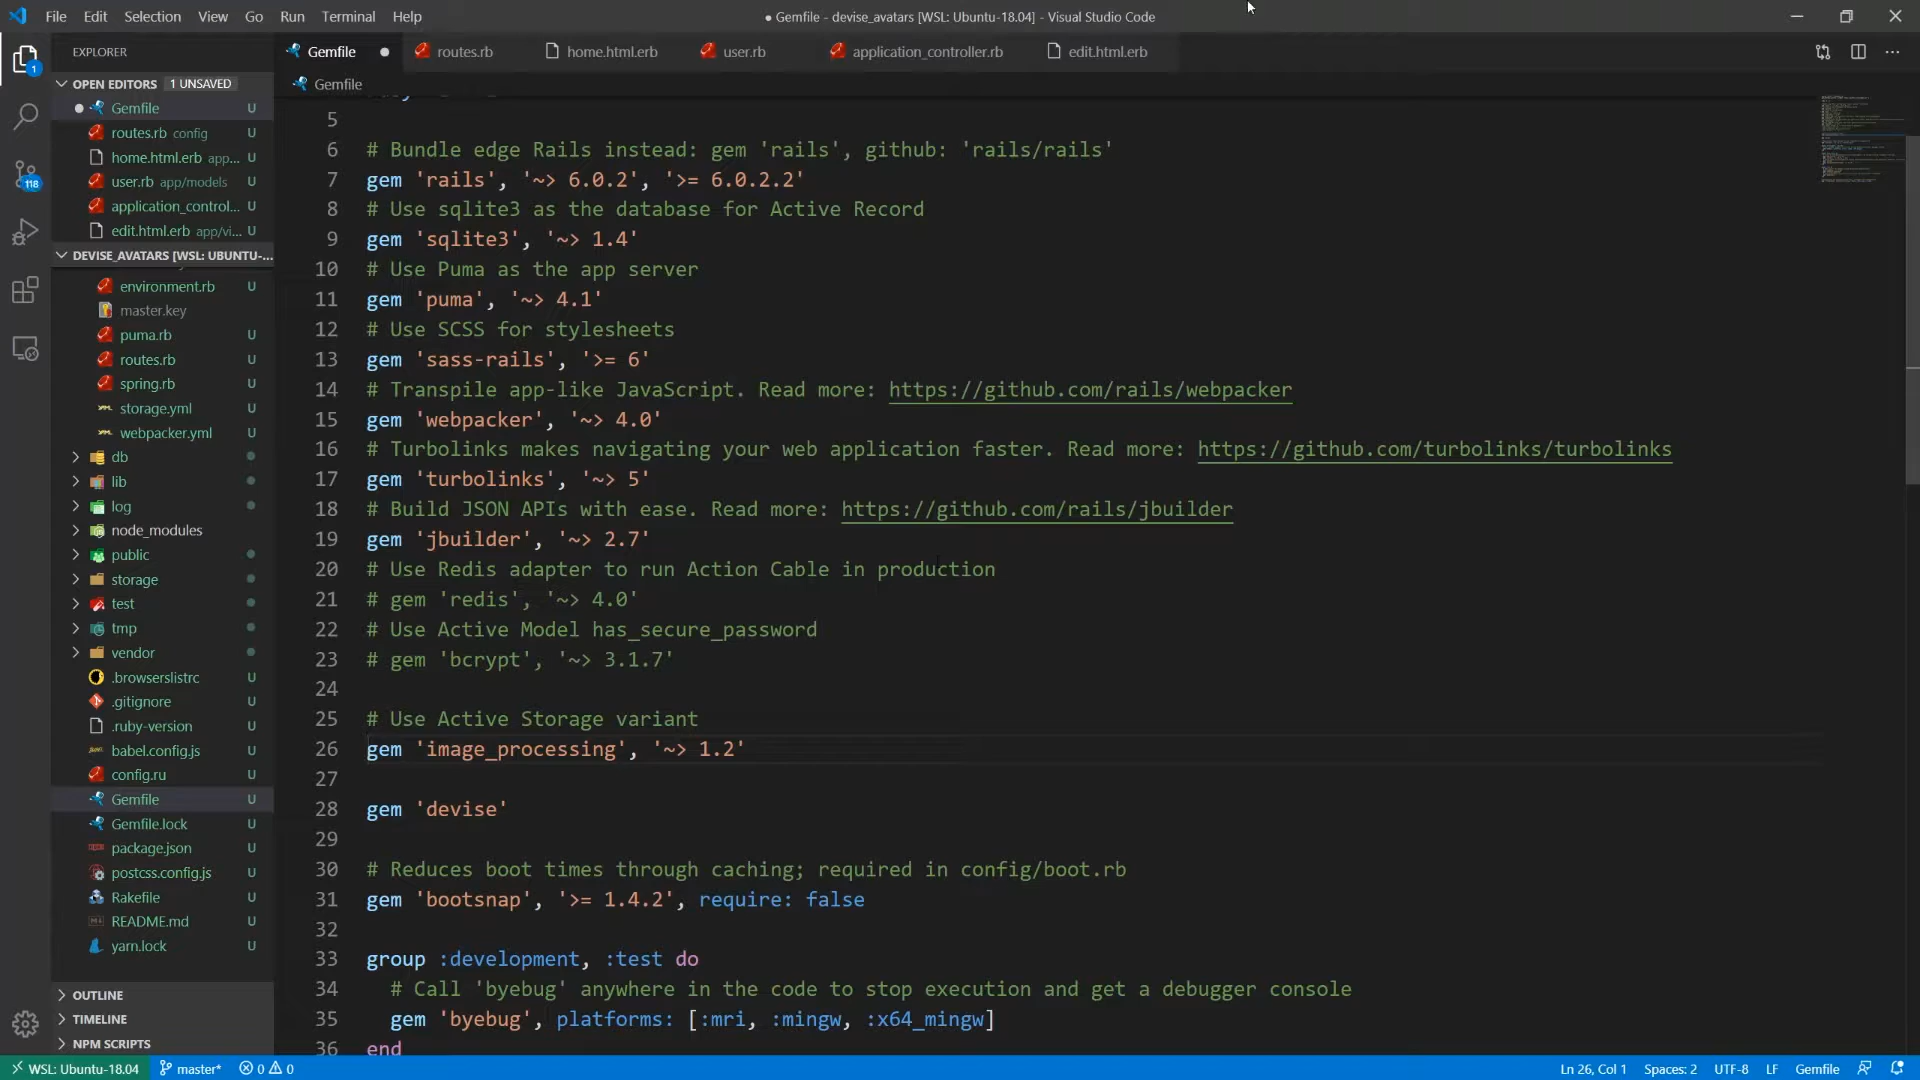 File Edit Selection View Go Run Terminal Help
● Gemfile - devise_avatars [WSL: Ubuntu-18.04] - Visual Studio Code
EXPLORER
Gemfile ●
routes.rb
home.html.erb
user.rb
application_controller.rb
edit.html.erb
OPEN EDITORS 1 UNSAVED
Gemfile
● Gemfile U
routes.rb config U
home.html.erb app... U
user.rb app/models U
application_control... U
edit.html.erb app/vi... U
DEVISE_AVATARS [WSL: UBUNTU-...
environment.rb U
master.key
puma.rb U
routes.rb U
spring.rb U
storage.yml U
webpacker.yml U
db
lib
log
node_modules
public
storage
test
tmp
vendor
.browserslistrc U
.gitignore U
.ruby-version U
babel.config.js U
config.ru U
Gemfile U
Gemfile.lock U
package.json U
postcss.config.js U
Rakefile U
README.md U
yarn.lock U
OUTLINE
TIMELINE
NPM SCRIPTS
1
118
5
6 # Bundle edge Rails instead: gem 'rails', github: 'rails/rails'
7 gem 'rails', '~> 6.0.2', '>= 6.0.2.2'
8 # Use sqlite3 as the database for Active Record
9 gem 'sqlite3', '~> 1.4'
10 # Use Puma as the app server
11 gem 'puma', '~> 4.1'
12 # Use SCSS for stylesheets
13 gem 'sass-rails', '>= 6'
14 # Transpile app-like JavaScript. Read more: https://github.com/rails/webpacker
15 gem 'webpacker', '~> 4.0'
16 # Turbolinks makes navigating your web application faster. Read more: https://github.com/turbolinks/turbolinks
17 gem 'turbolinks', '~> 5'
18 # Build JSON APIs with ease. Read more: https://github.com/rails/jbuilder
19 gem 'jbuilder', '~> 2.7'
20 # Use Redis adapter to run Action Cable in production
21 # gem 'redis', '~> 4.0'
22 # Use Active Model has_secure_password
23 # gem 'bcrypt', '~> 3.1.7'
24
25 # Use Active Storage variant
26 gem 'image_processing', '~> 1.2'
27
28 gem 'devise'
29
30 # Reduces boot times through caching; required in config/boot.rb
31 gem 'bootsnap', '>= 1.4.2', require: false
32
33 group :development, :test do
34 # Call 'byebug' anywhere in the code to stop execution and get a debugger console
35 gem 'byebug', platforms: [:mri, :mingw, :x64_mingw]
36 end
WSL: Ubuntu-18.04 master* 0 0 Ln 26, Col 1 Spaces: 2 UTF-8 LF Gemfile